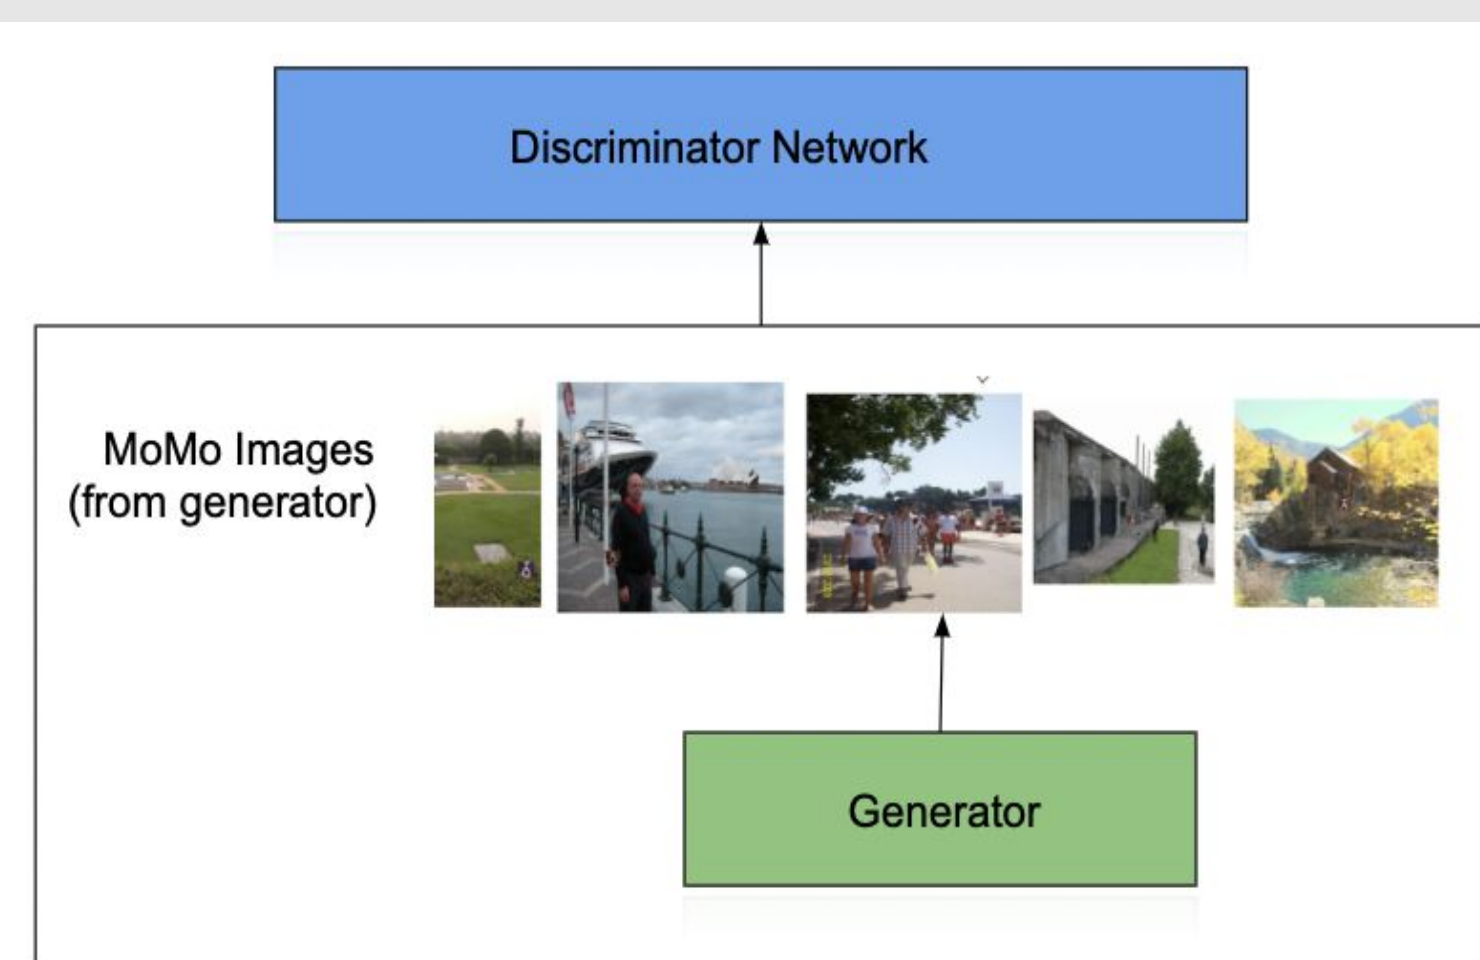 Discriminator Network
MoMo Images
(from generator)
Generator